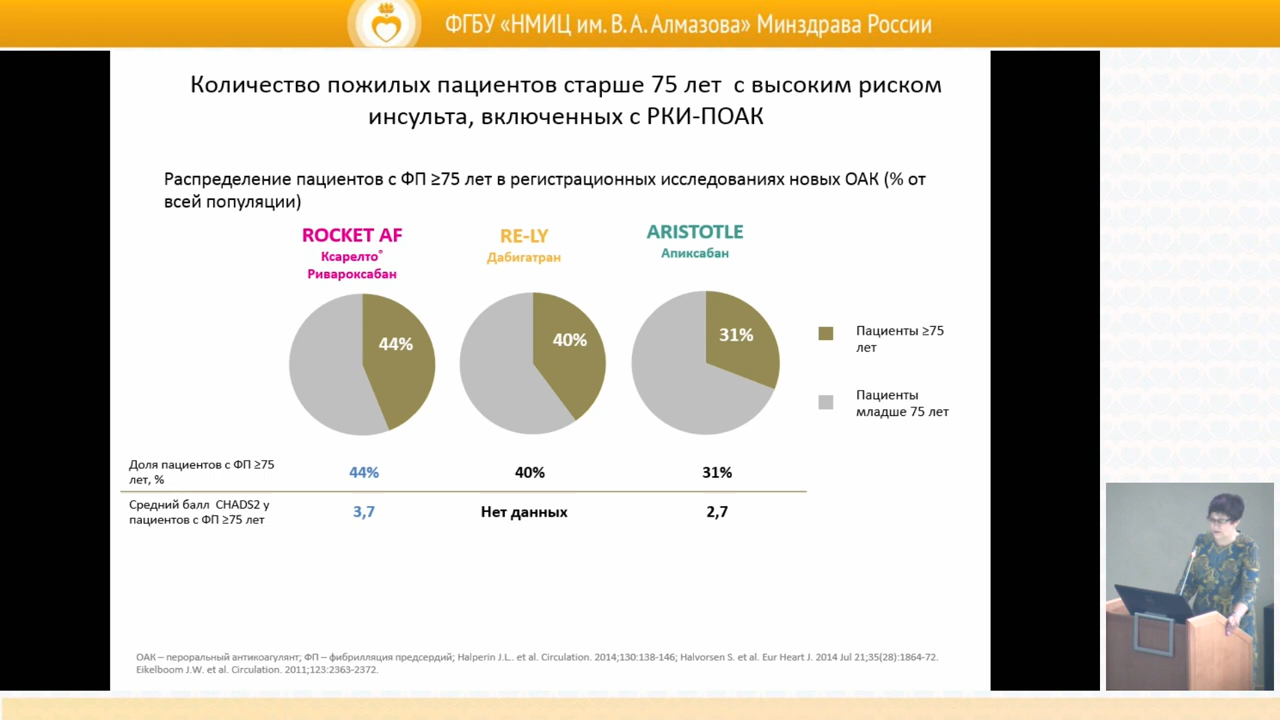 ФГБУ «НМИЦ им. В. А. Алмазова» Минздрава России
Количество пожилых пациентов старше 75 лет с высоким риском
инсульта, включенных с РКИ-ПОАК
Распределение пациентов с ФП ≥75 лет в регистрационных исследованиях новых ОАК (% от
всей популяции)
ROCKET AF
Ксарелто®
Ривароксабан
RE-LY
Дабигатран
ARISTOTLE
Апиксабан
44%
40%
31%
Пациенты ≥75
лет
Пациенты
младше 75 лет
Доля пациентов с ФП ≥75
лет, %
44%
40%
31%
Средний балл CHADS2 у
пациентов с ФП ≥75 лет
3,7
Нет данных
2,7
ОАК – пероральный антикоагулянт; ФП – фибрилляция предсердий; Halperin J.L.. et al. Circulation. 2014;130:138-146; Halvorsen S. et al. Eur Heart J. 2014 Jul 21;35(28):1864-72.
Eikelboom J.W. et al. Circulation. 2011;123:2363-2372.